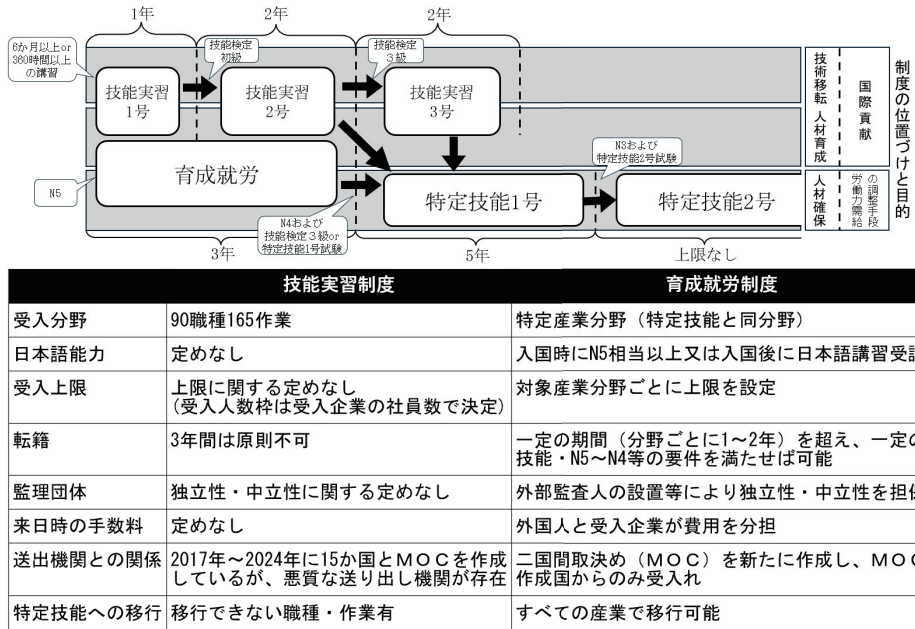 1年
2年
2年
6か月以上or
360時間以上
の講習
技能検定
初級
技能検定
3級
技能実習
1号
技能実習
2号
技能実習
3号
技術移転
人材育成
国際貢献
制度の位置づけと目的
N5
育成就労
N4および
技能検定3級or
特定技能1号試験
特定技能1号
N3および
特定技能2号試験
特定技能2号
人材確保
労働力需給
の調整手段
3年
5年
上限なし
技能実習制度 育成就労制度
受入分野 90職種165作業 特定産業分野（特定技能と同分野）
日本語能力 定めなし 入国時にN5相当以上又は入国後に日本語講習受
受入上限 上限に関する定めなし 対象産業分野ごとに上限を設定
(受入人数枠は受入企業の社員数で決定)
転籍 3年間は原則不可 一定の期間（分野ごとに1～2年）を超え、一定の
技能・N5～N4等の要件を満たせば可能
監理団体 独立性・中立性に関する定めなし 外部監査人の設置等により独立性・中立性を担
来日時の手数料 定めなし 外国人と受入企業が費用を分担
送出機関との関係 2017年～2024年に15か国とＭＯＣを作成 二国間取決め（ＭＯＣ）を新たに作成し、ＭＯＣ
しているが、悪質な送り出し機関が存在 作成国からのみ受入れ
特定技能への移行 移行できない職種・作業有 すべての産業で移行可能